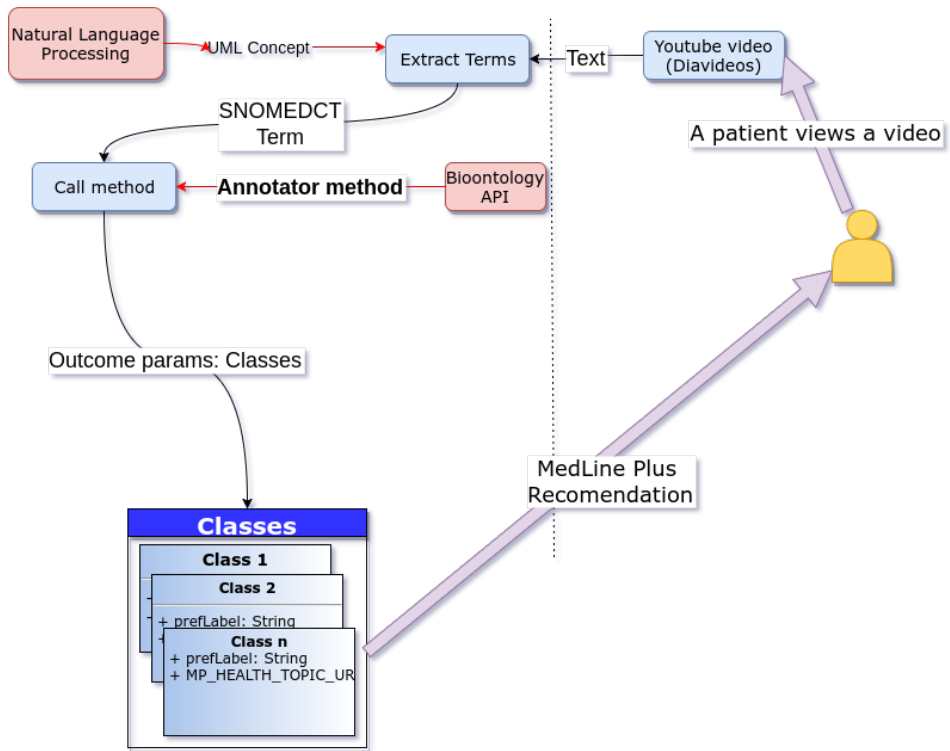 Natural Language
Processing
UML Concept
Extract Terms
Text
Youtube video
(Diavideos)
A patient views a video
SNOMEDCT
Term
Call method
Annotator method
Bioontology
API
Outcome params: Classes
MedLine Plus
Recomendation
Classes
Class 1
Class 2
+ prefLabel: String
Class n
+ prefLabel: String
+ MP_HEALTH_TOPIC_UR